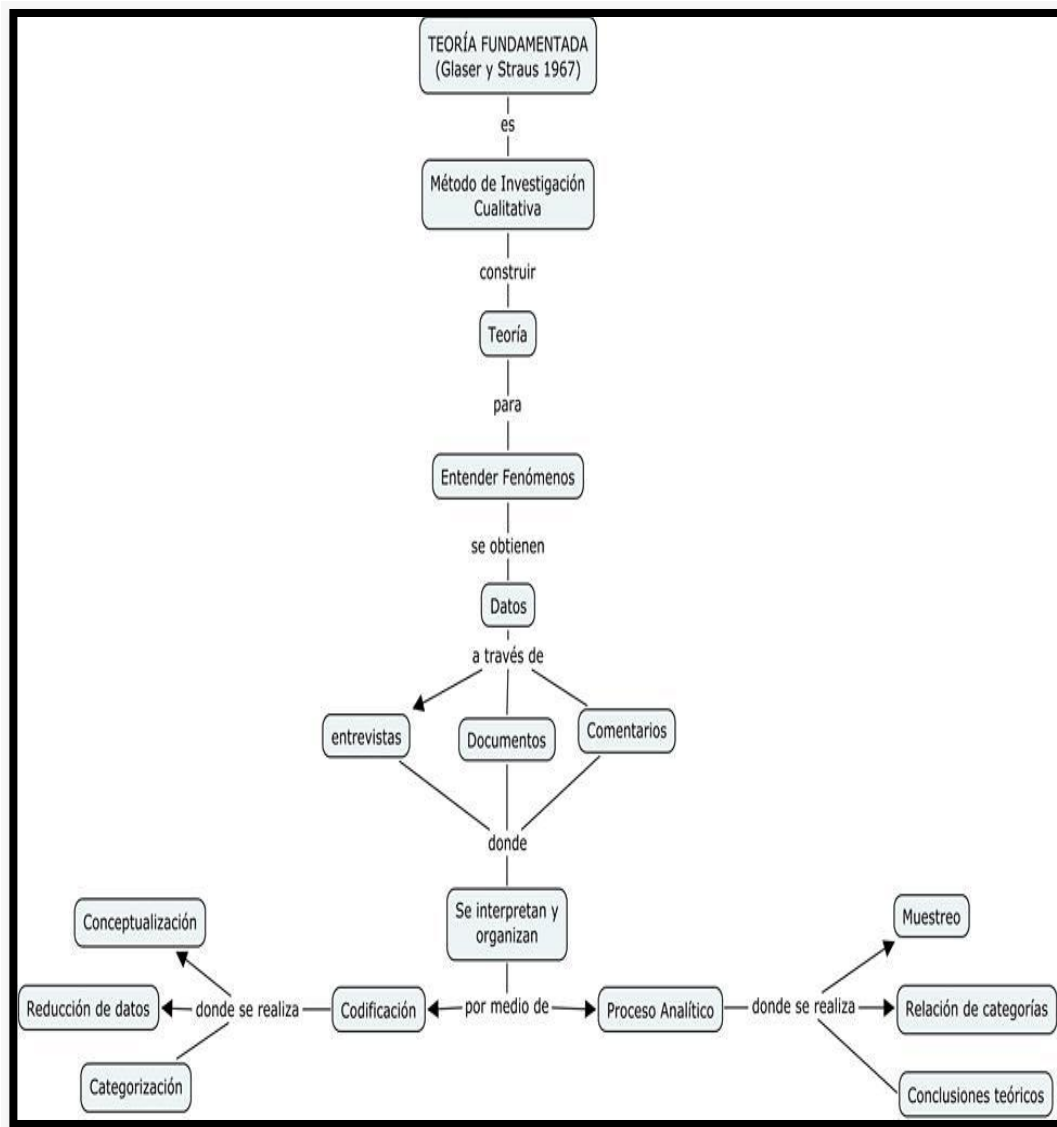 TEORÍA FUNDAMENTADA
(Glaser y Straus 1967)
es
Método de Investigación
Cualitativa
construir
Teoría
para
Entender Fenómenos
se obtienen
Datos
a través de
entrevistas
Documentos
Comentarios
donde
Se interpretan y
organizan
por medio de
Codificación
donde se realiza
Conceptualización
Reducción de datos
Categorización
Proceso Analítico
donde se realiza
Muestreo
Relación de categorías
Conclusiones teóricos